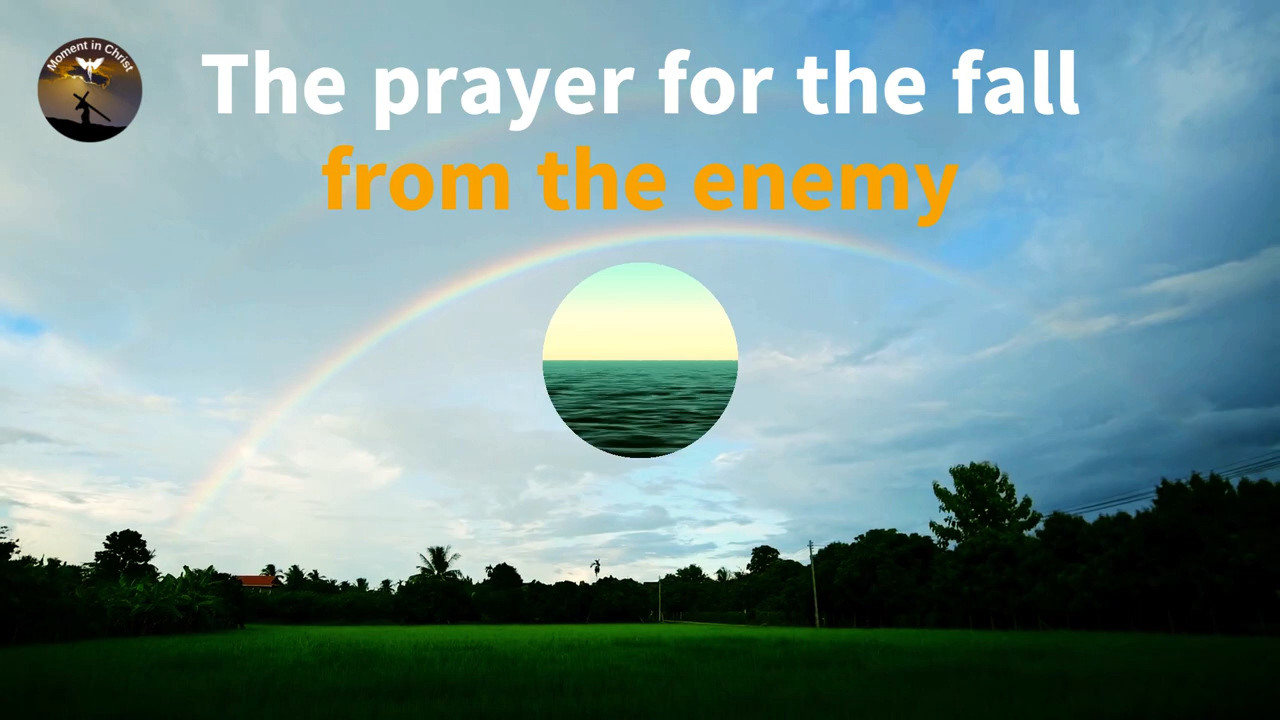 Moment in Christ
The prayer for the fall
from the enemy